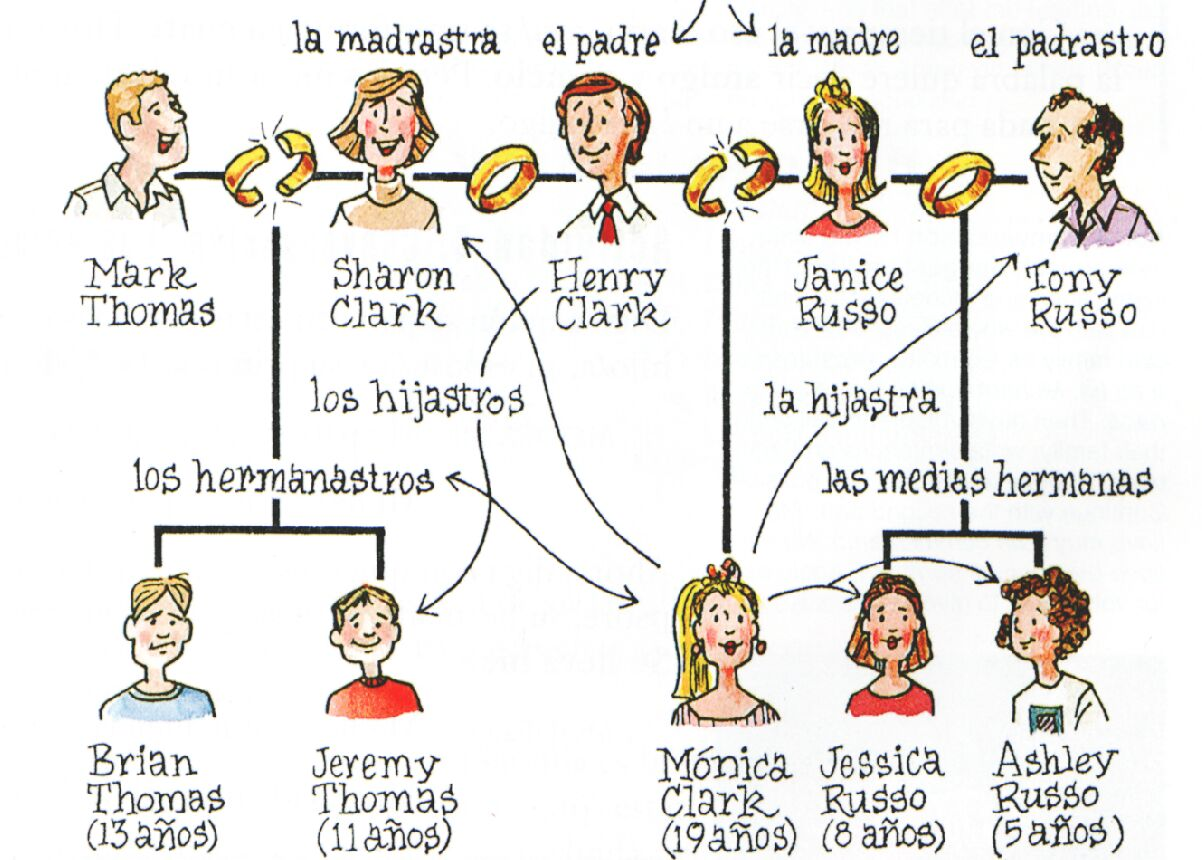 la madrastra
el padre
la madre
el padrastro
Mark
Thomas
Sharon
Clark
Henry
Clark
Janice
Russo
Tony
Russo
los hijastros
la hijastra
los hermanastros
las medias hermanas
Brian
Thomas
(13 años)
Jeremy
Thomas
(11 años)
Mónica
Clark
(19 años)
Jessica
Russo
(8 años)
Ashley
Russo
(5 años)